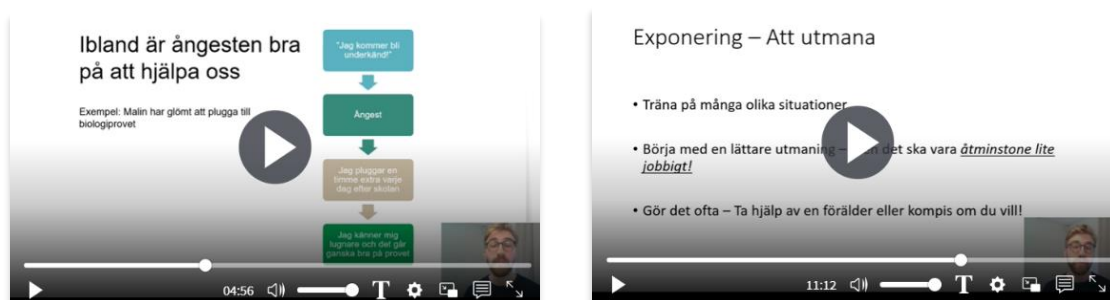 Ibland är ångesten bra
på att hjälpa oss
Exempel: Malin har glömt att plugga till
biologiprovet
"Jag kommer bli
underkänd!"
Ångest
Jag pluggar en
timme extra varje
dag efter skolan
Jag känner mig
lugnare och det går
ganska bra på provet
04:56
T
Exponering – Att utmana
• Träna på många olika situationer
• Börja med en lättare utmaning – det ska vara åtminstone lite
jobbigt!
• Gör det ofta – Ta hjälp av en förälder eller kompis om du vill!
11:12
T